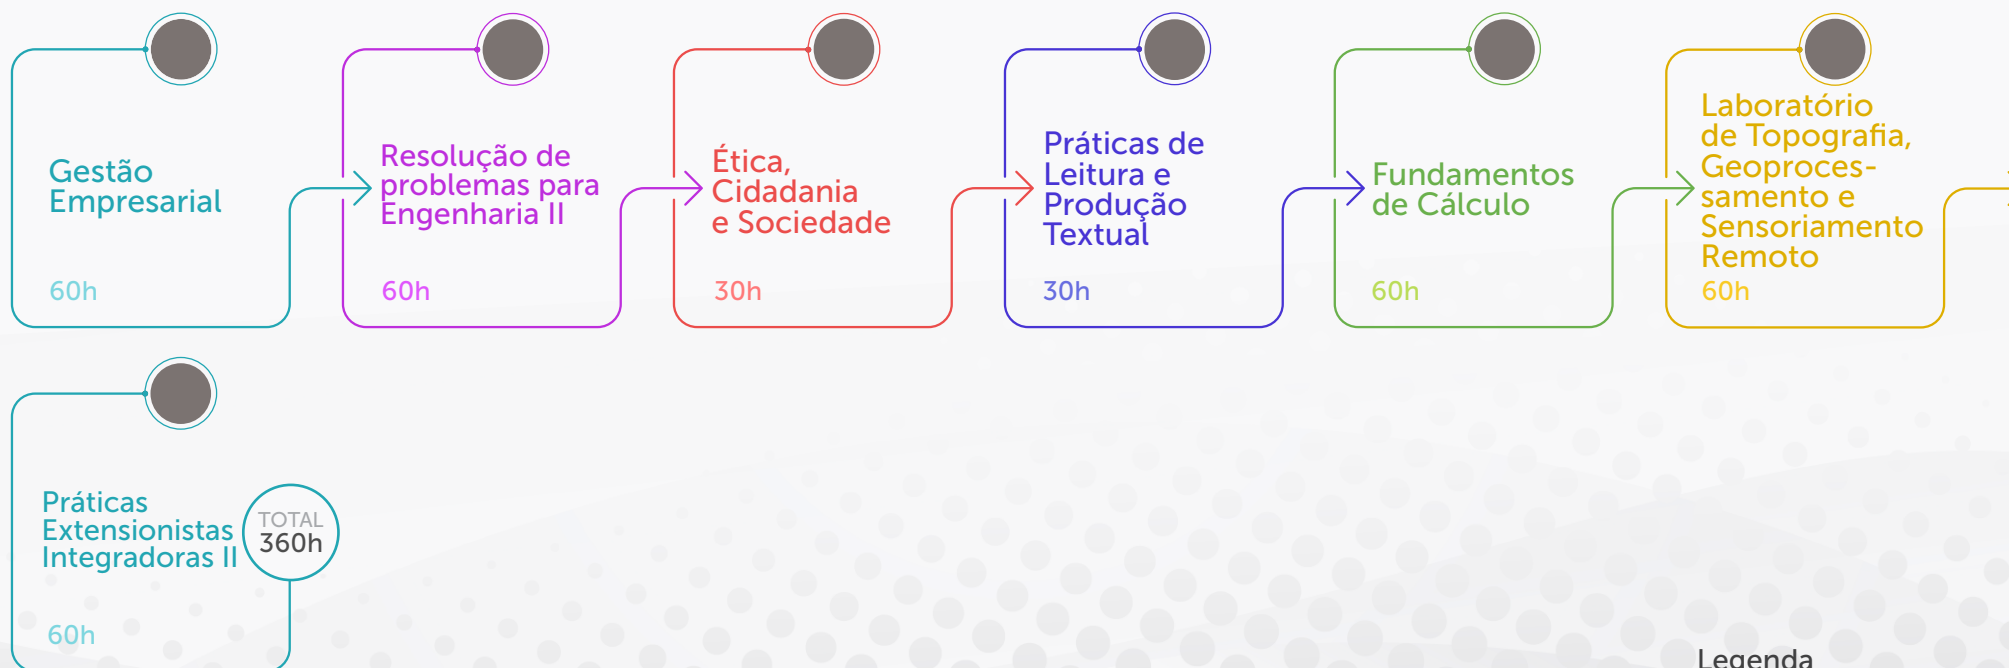 Gestão
Empresarial
60h
Resolução de
problemas para
Engenharia II
60h
Ética,
Cidadania
e Sociedade
30h
Práticas de
Leitura e
Produção
Textual
30h
Fundamentos
de Cálculo
60h
Laboratório
de Topografia,
Geoproces-
samento e
Sensoriamento
Remoto
60h
Práticas
Extensionistas
Integradoras II
60h
TOTAL
360h
Legenda